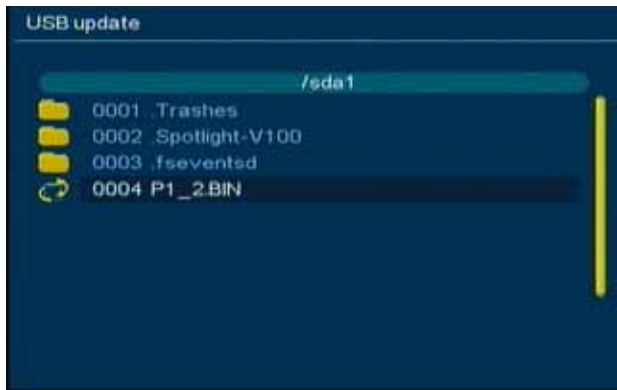 USB update
/sda1
0001 .Trashes
0002 .Spotlight-V100
0003 .fseventsd
0004 P1_2.BIN